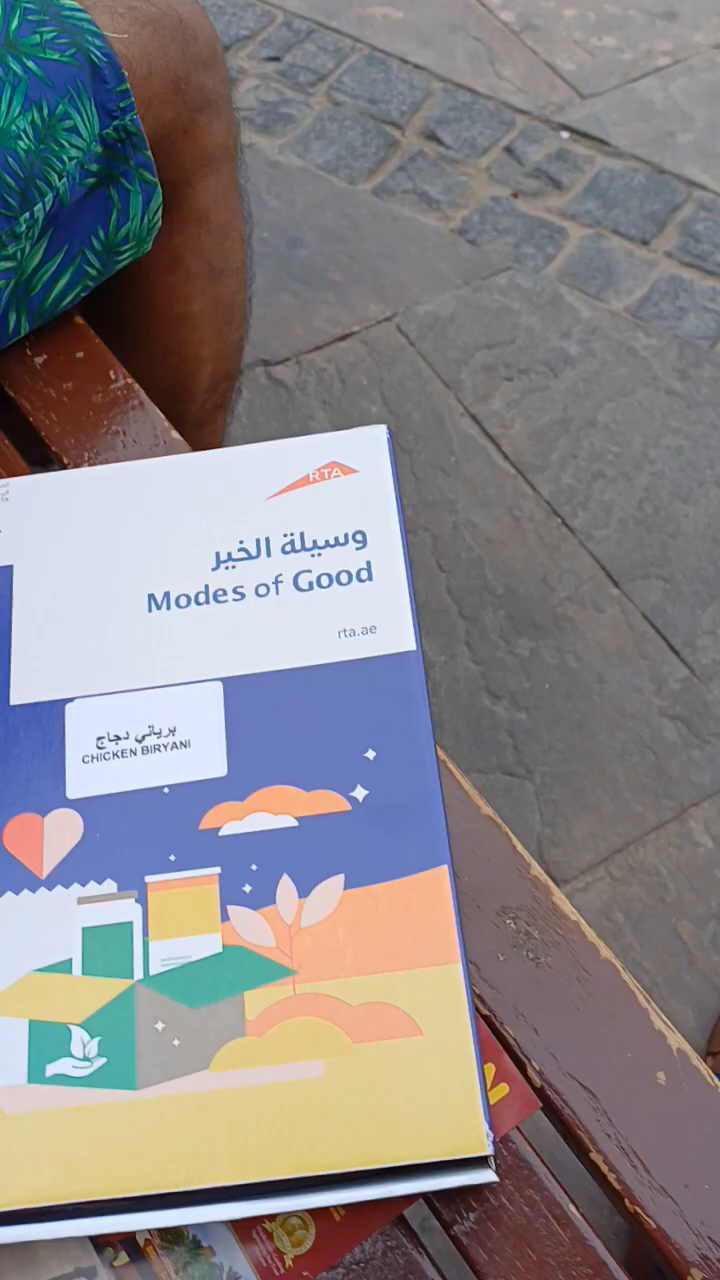 RTA
وسيلة الخير
Modes of Good
rta.ae
برياني دجاج
CHICKEN BIRYANI